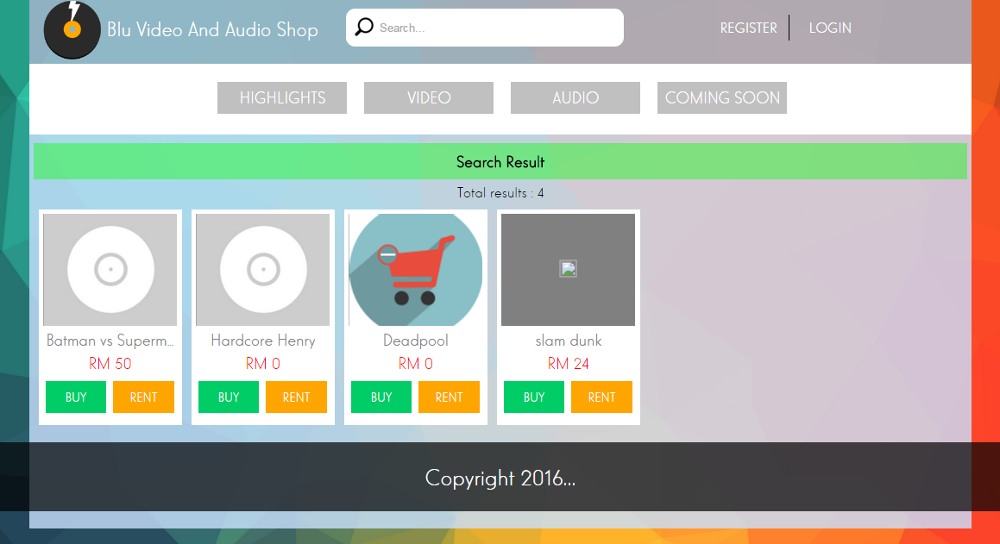 Blu Video And Audio Shop
Search...
REGISTER
LOGIN
HIGHLIGHTS
VIDEO
AUDIO
COMING SOON
Search Result
Total results : 4
Batman vs Superm...
RM 50
BUY
RENT
Hardcore Henry
RM 0
BUY
RENT
Deadpool
RM 0
BUY
RENT
slam dunk
RM 24
BUY
RENT
Copyright 2016...